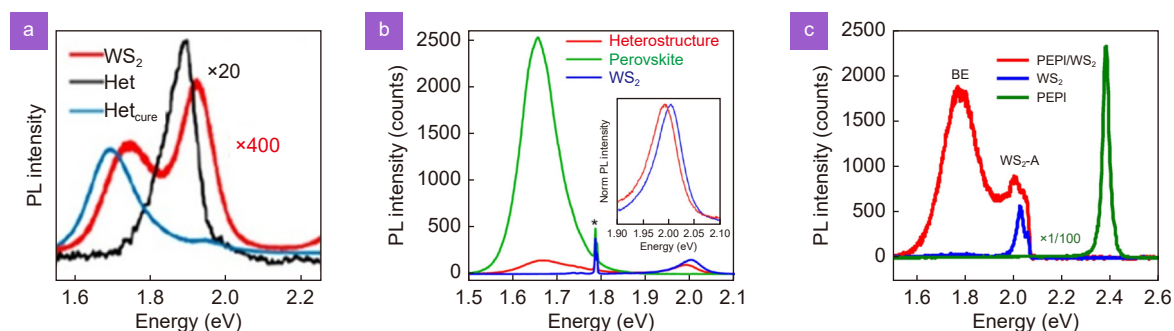 a
WS2
Het
Hetcure
×20
×400
PL intensity
1.6 1.8 2.0 2.2
Energy (eV)
b
2500
2000
1500
1000
500
0
PL intensity (counts)
Heterostructure
Perovskite
WS2
*
Norm PL intensity
1.90 1.95 2.00 2.05 2.10
Energy (eV)
1.5 1.6 1.7 1.8 1.9 2.0 2.1
Energy (eV)
c
2500
2000
1500
1000
500
0
PL intensity (counts)
BE
PEPI/WS2
WS2
PEPI
WS2-A
×1/100
1.6 1.8 2.0 2.2 2.4 2.6
Energy (eV)